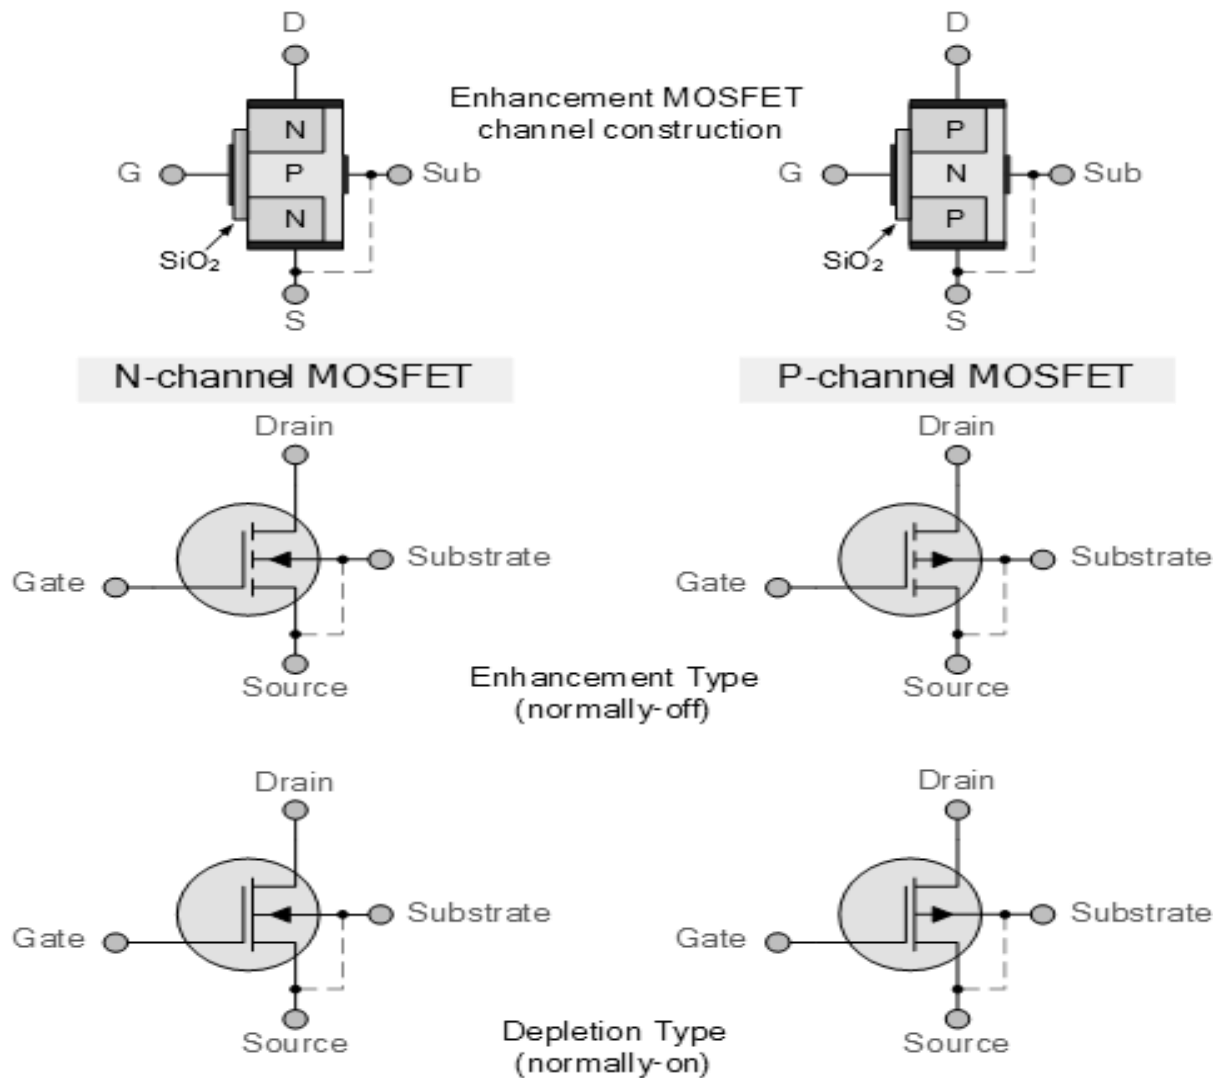 D
D
Enhancement MOSFET
channel construction
N
P
G
P
Sub
G
N
Sub
N
P
SiO₂
SiO₂
S
S
N-channel MOSFET
P-channel MOSFET
Drain
Drain
Substrate
Substrate
Gate
Gate
Source
Source
Enhancement Type
(normally-off)
Drain
Drain
Substrate
Substrate
Gate
Gate
Source
Source
Depletion Type
(normally-on)